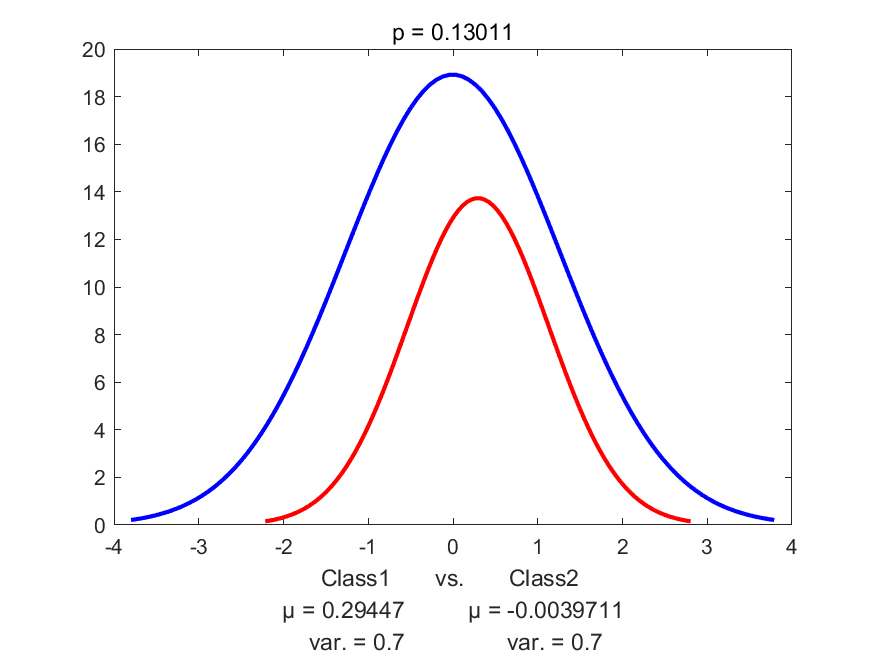 p = 0.13011
20
18
16
14
12
10
8
6
4
2
0
-4 -3 -2 -1 0 1 2 3 4
Class1 vs. Class2
μ = 0.29447 μ = -0.0039711
var. = 0.7 var. = 0.7